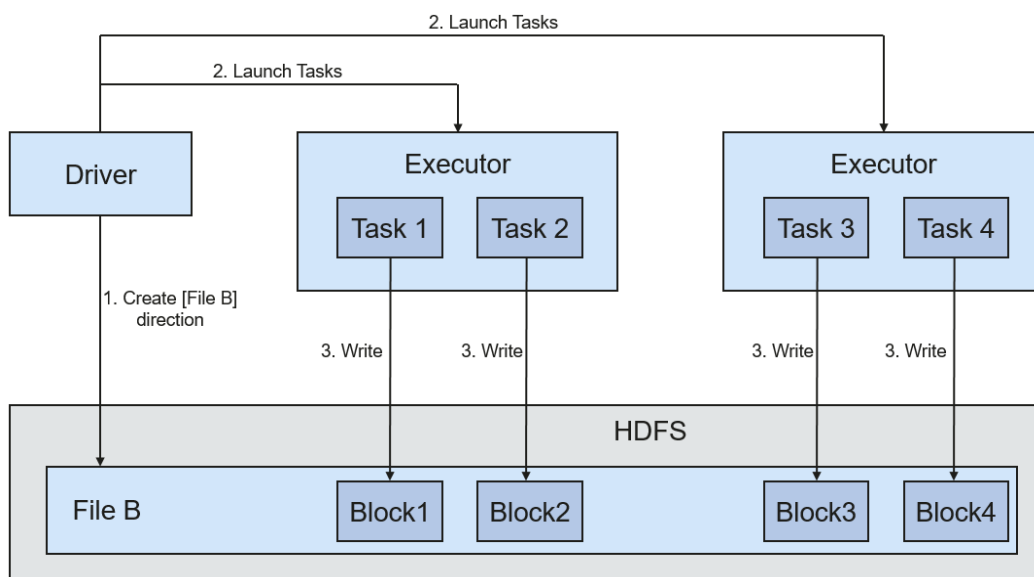 2. Launch Tasks
2. Launch Tasks
Driver
Executor
Executor
Task 1
Task 2
Task 3
Task 4
1. Create [File B]
direction
3. Write
3. Write
3. Write
3. Write
HDFS
File B
Block1
Block2
Block3
Block4